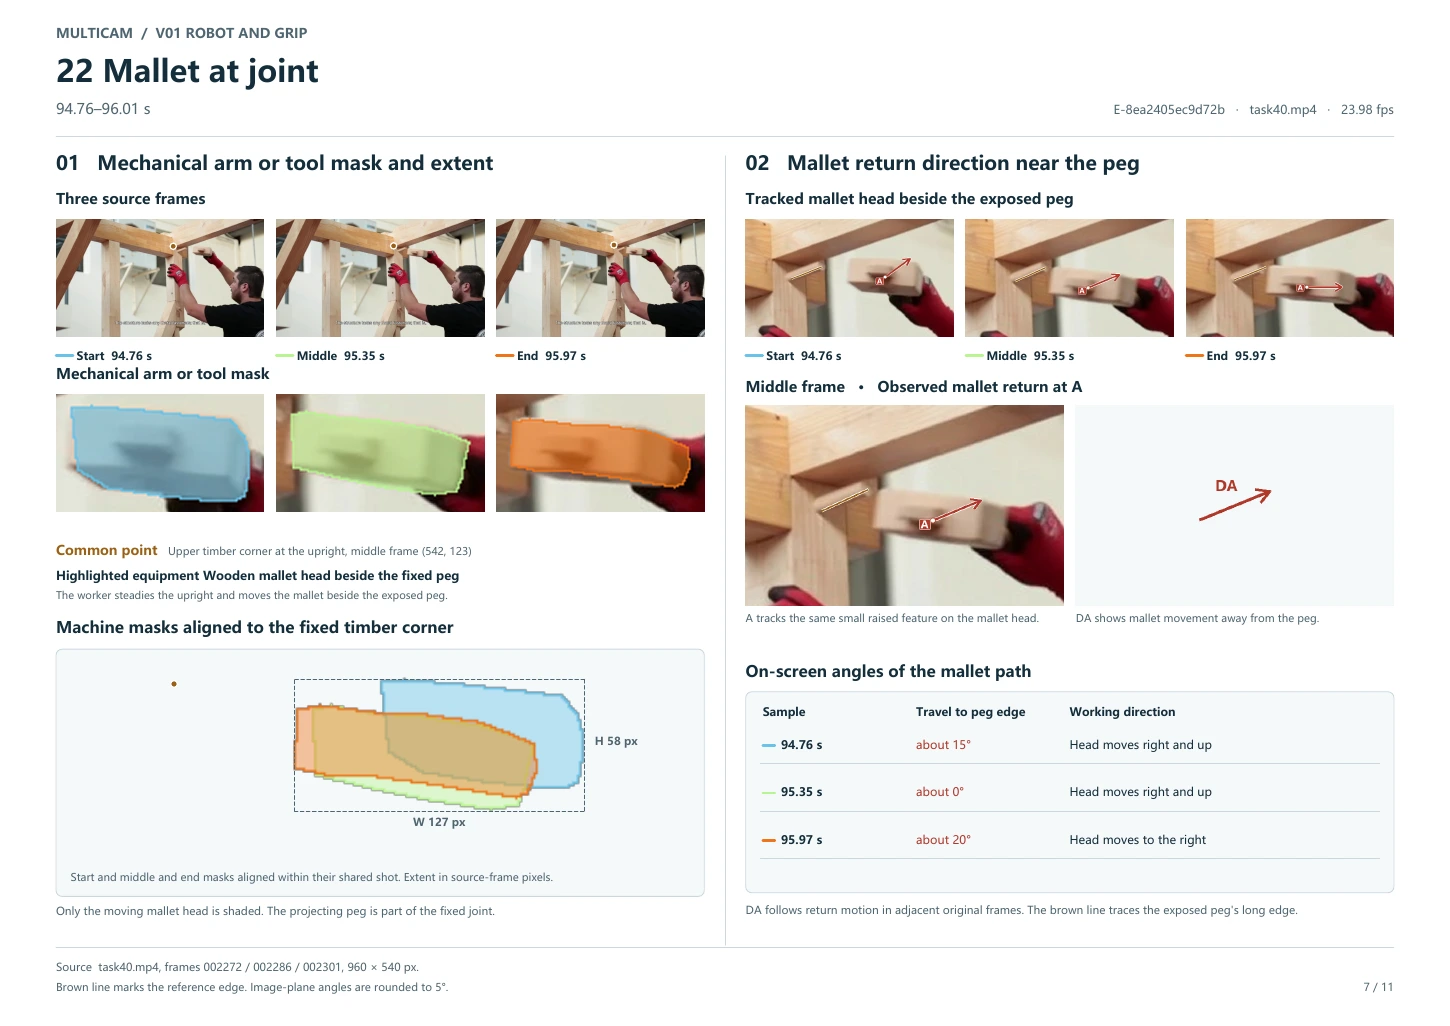 MULTICAM / V01 ROBOT AND GRIP
22 Mallet at joint
94.76–96.01 s
E-8ea2405ec9d72b · task40.mp4 · 23.98 fps
01 Mechanical arm or tool mask and extent
Three source frames
Start 94.76 s
Middle 95.35 s
End 95.97 s
Mechanical arm or tool mask
Common point Upper timber corner at the upright, middle frame (542, 123)
Highlighted equipment Wooden mallet head beside the fixed peg
The worker steadies the upright and moves the mallet beside the exposed peg.
Machine masks aligned to the fixed timber corner
H 58 px
W 127 px
Start and middle and end masks aligned within their shared shot. Extent in source-frame pixels.
Only the moving mallet head is shaded. The projecting peg is part of the fixed joint.
02 Mallet return direction near the peg
Tracked mallet head beside the exposed peg
A
A
A
Start 94.76 s
Middle 95.35 s
End 95.97 s
Middle frame • Observed mallet return at A
A
DA
A tracks the same small raised feature on the mallet head.
DA shows mallet movement away from the peg.
On-screen angles of the mallet path
Sample Travel to peg edge Working direction
94.76 s about 15° Head moves right and up
95.35 s about 0° Head moves right and up
95.97 s about 20° Head moves to the right
DA follows return motion in adjacent original frames. The brown line traces the exposed peg's long edge.
Source task40.mp4, frames 002272 / 002286 / 002301, 960 × 540 px.
Brown line marks the reference edge. Image-plane angles are rounded to 5°.
7 / 11